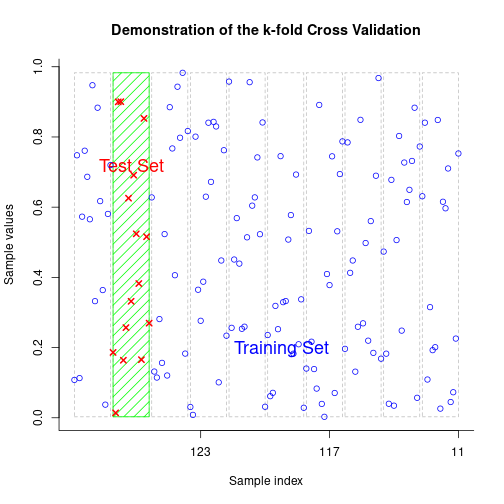 Demonstration of the k-fold Cross Validation
1.0
0.8
0.6
0.4
0.2
0.0
Sample values
Test Set
Training Set
123
117
11
Sample index